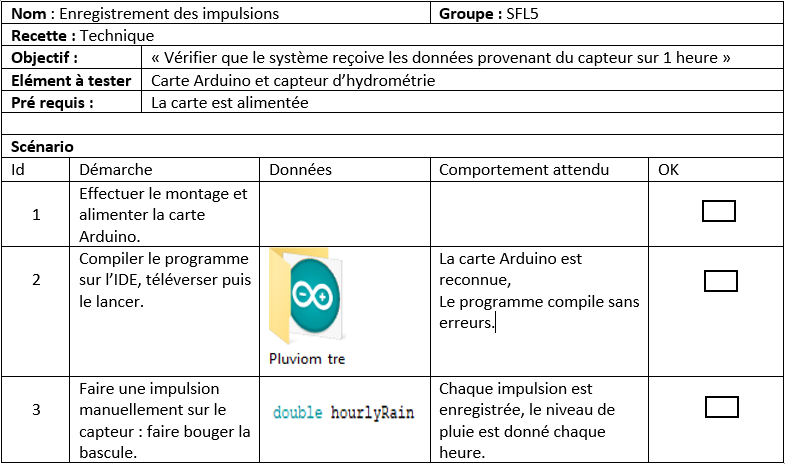 Nom : Enregistrement des impulsions
Groupe : SFL5
Recette : Technique
Objectif :
« Vérifier que le système reçoive les données provenant du capteur sur 1 heure »
Elément à tester
Carte Arduino et capteur d’hydrométrie
Pré requis :
La carte est alimentée
Scénario
Id
Démarche
Données
Comportement attendu
OK
1
Effectuer le montage et
alimenter la carte
Arduino.
2
Compiler le programme
sur l’IDE, téléverser puis
le lancer.
Pluviom tre
La carte Arduino est
reconnue,
Le programme compile sans
erreurs.
3
Faire une impulsion
manuellement sur le
capteur : faire bouger la
bascule.
double hourlyRain
Chaque impulsion est
enregistrée, le niveau de
pluie est donné chaque
heure.